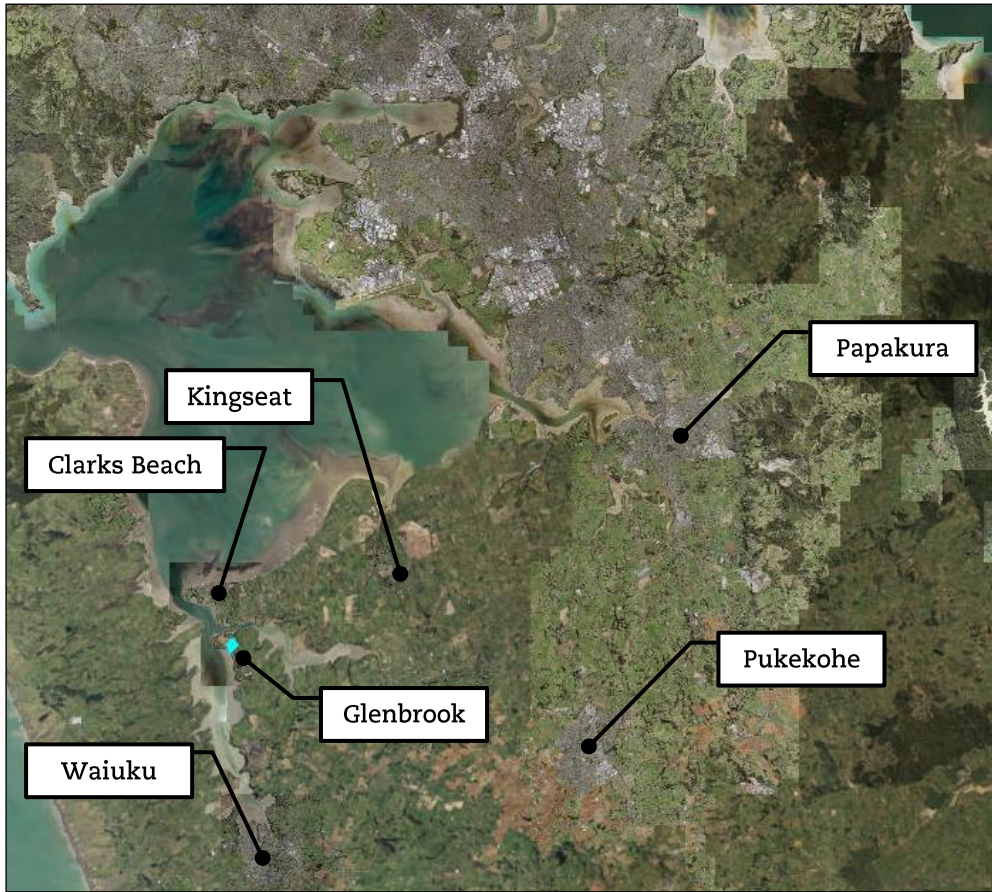 Papakura
Kingseat
Clarks Beach
Pukekohe
Glenbrook
Waiuku